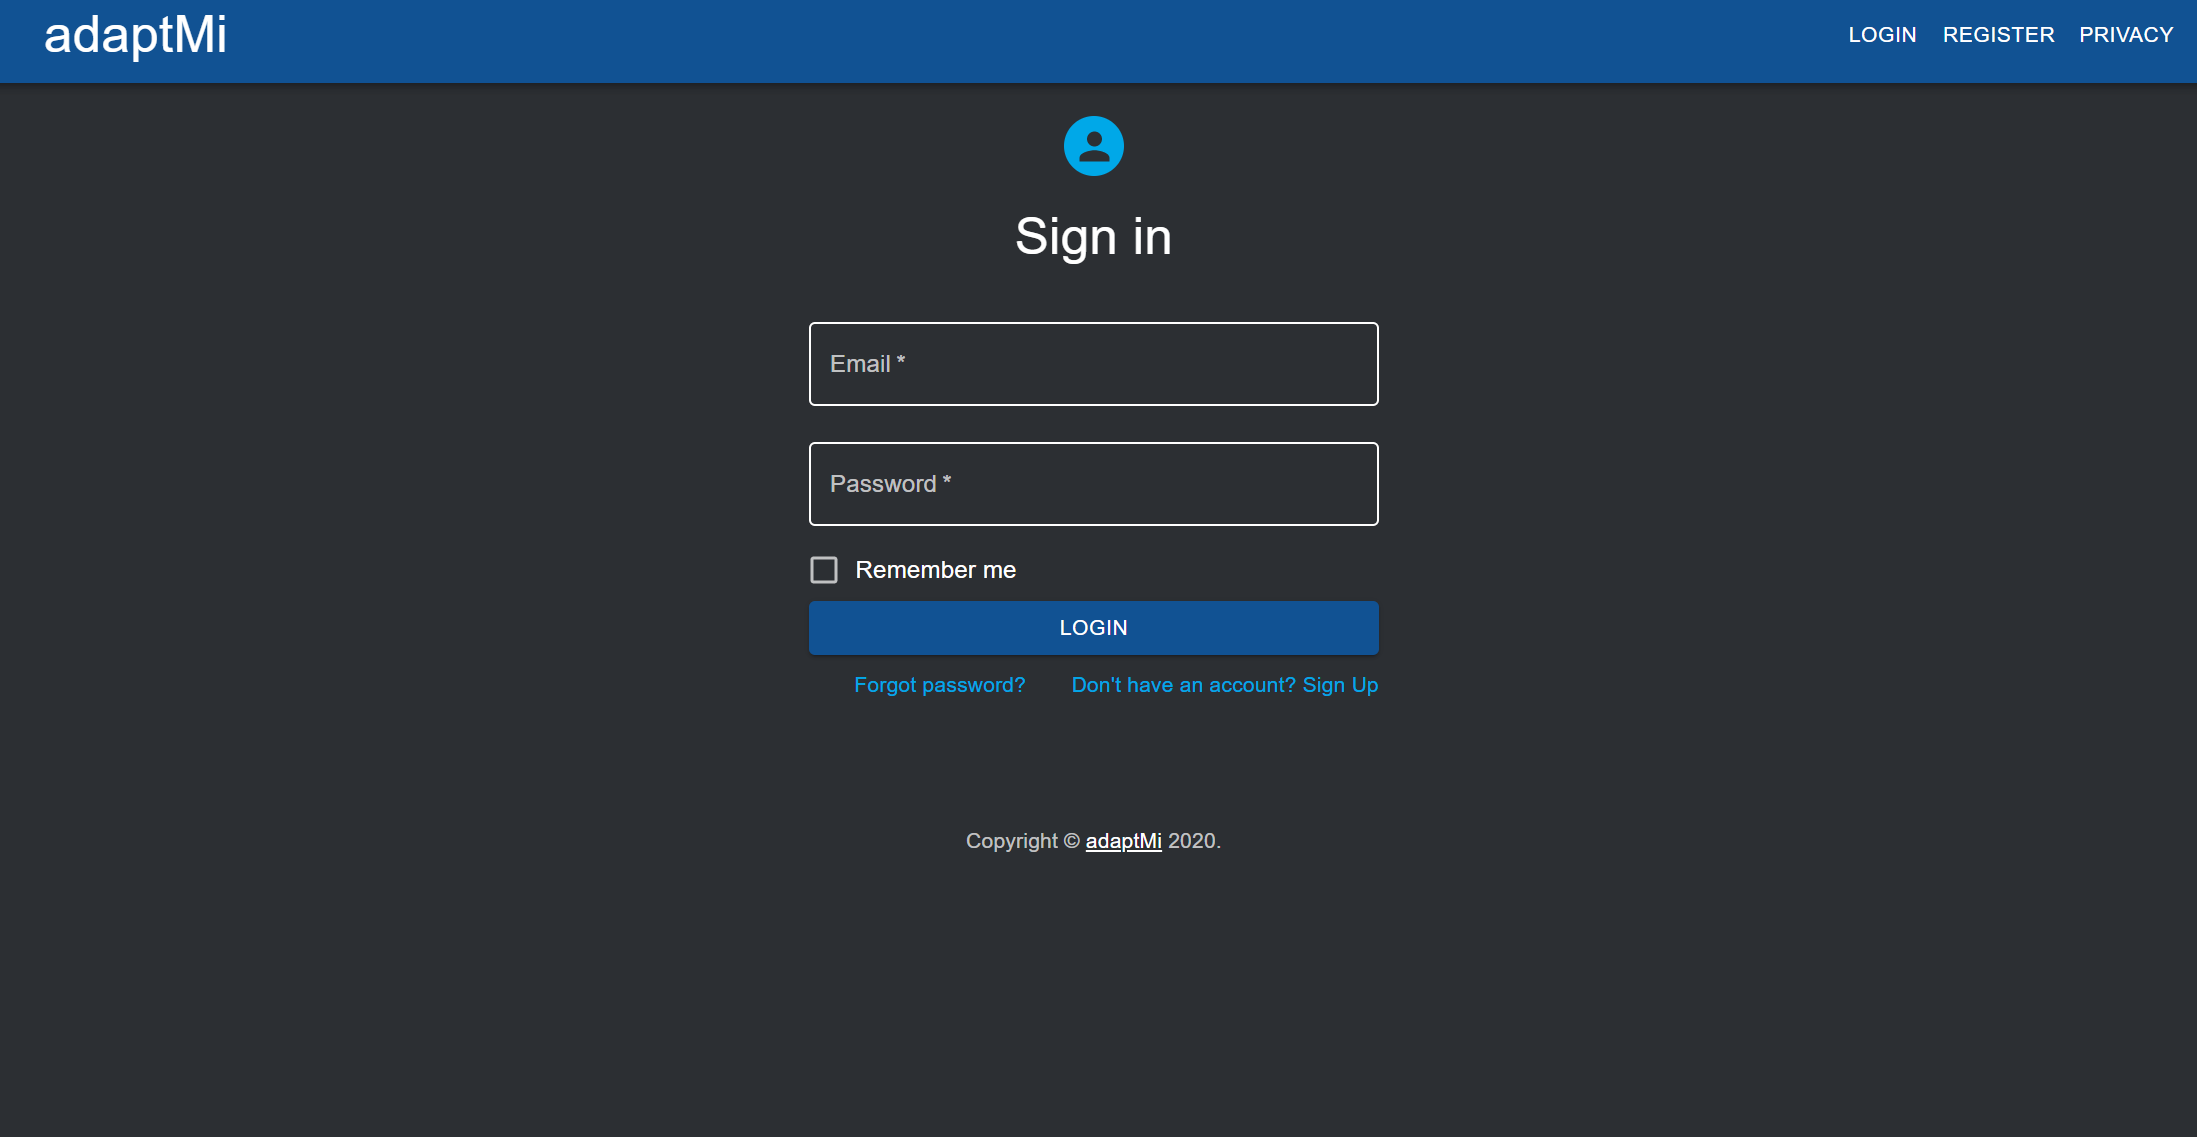 adaptMi
LOGIN REGISTER PRIVACY
Sign in
Email *
Password *
Remember me
LOGIN
Forgot password? Don't have an account? Sign Up
Copyright © adaptMi 2020.